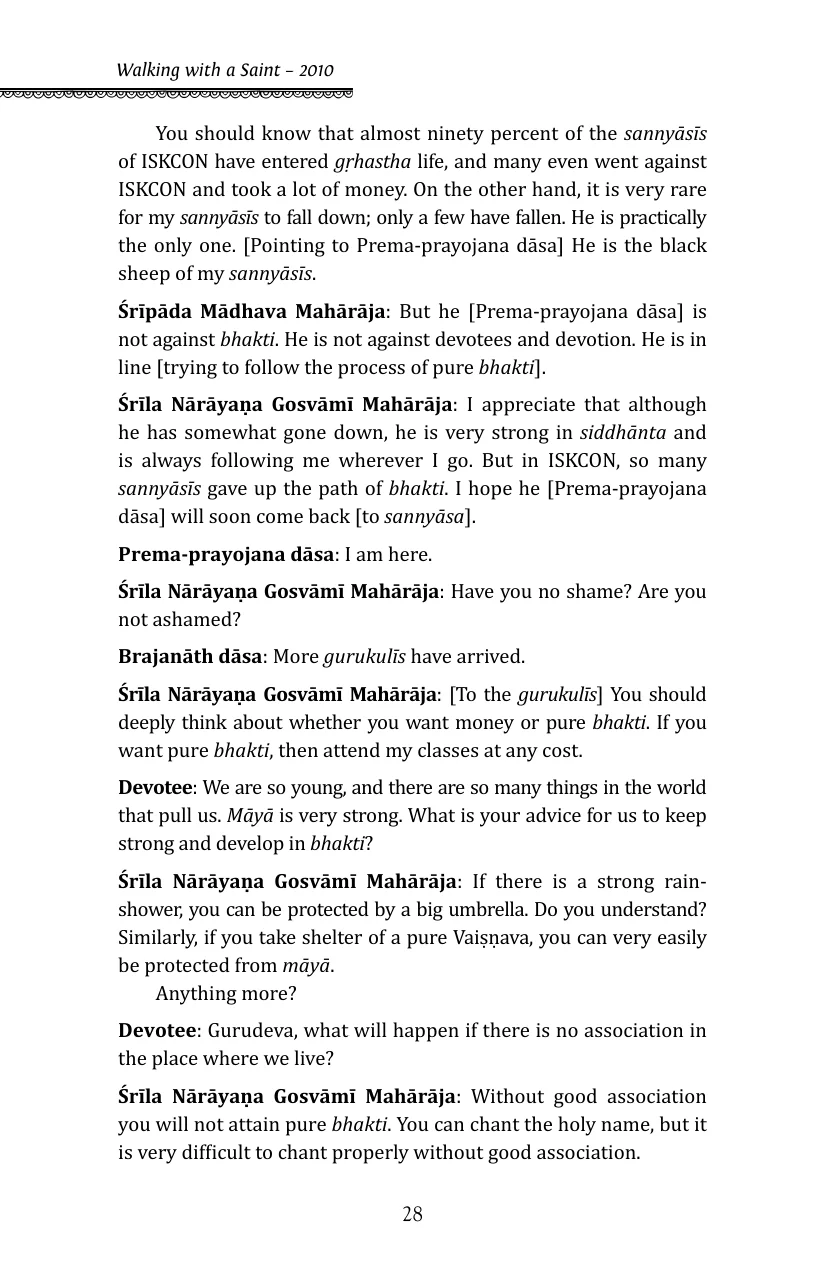 Walking with a Saint – 2010
You should know that almost ninety percent of the sannyāsīs
of ISKCON have entered gṛhastha life, and many even went against
ISKCON and took a lot of money. On the other hand, it is very rare
for my sannyāsīs to fall down; only a few have fallen. He is practically
the only one. [Pointing to Prema-prayojana dāsa] He is the black
sheep of my sannyāsīs.
Śrīpāda Mādhava Mahārāja: But he [Prema-prayojana dāsa] is
not against bhakti. He is not against devotees and devotion. He is in
line [trying to follow the process of pure bhakti].
Śrīla Nārāyaṇa Gosvāmī Mahārāja: I appreciate that although
he has somewhat gone down, he is very strong in siddhānta and
is always following me wherever I go. But in ISKCON, so many
sannyāsīs gave up the path of bhakti. I hope he [Prema-prayojana
dāsa] will soon come back [to sannyāsa].
Prema-prayojana dāsa: I am here.
Śrīla Nārāyaṇa Gosvāmī Mahārāja: Have you no shame? Are you
not ashamed?
Brajanāth dāsa: More gurukulīs have arrived.
Śrīla Nārāyaṇa Gosvāmī Mahārāja: [To the gurukulīs] You should
deeply think about whether you want money or pure bhakti. If you
want pure bhakti, then attend my classes at any cost.
Devotee: We are so young, and there are so many things in the world
that pull us. Māyā is very strong. What is your advice for us to keep
strong and develop in bhakti?
Śrīla Nārāyaṇa Gosvāmī Mahārāja: If there is a strong rain-
shower, you can be protected by a big umbrella. Do you understand?
Similarly, if you take shelter of a pure Vaiṣṇava, you can very easily
be protected from māyā.
Anything more?
Devotee: Gurudeva, what will happen if there is no association in
the place where we live?
Śrīla Nārāyaṇa Gosvāmī Mahārāja: Without good association
you will not attain pure bhakti. You can chant the holy name, but it
is very difficult to chant properly without good association.
28